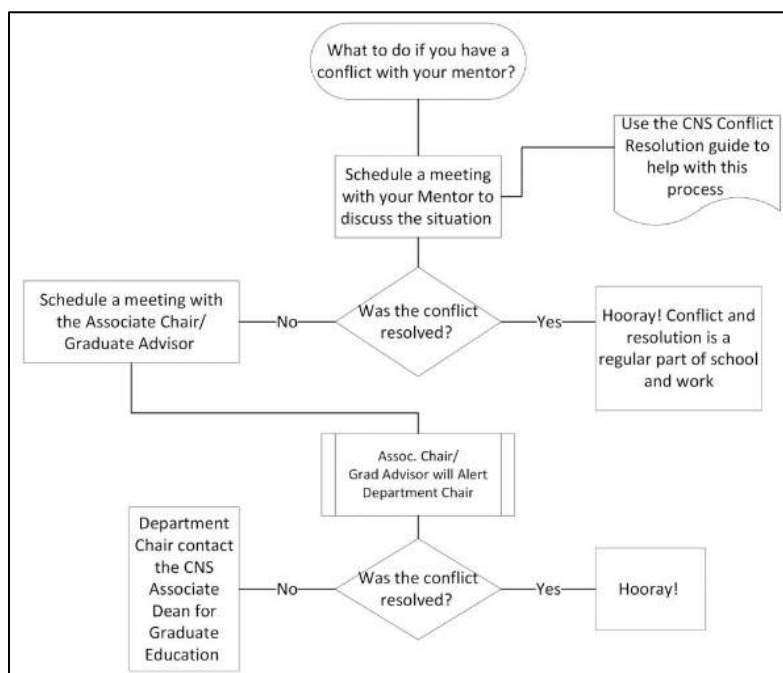 What to do if you have a
conflict with your mentor?
Use the CNS Conflict
Resolution guide to
help with this
process
Schedule a meeting
with your Mentor to
discuss the situation
Schedule a meeting with
the Associate Chair/
Graduate Advisor
No
Was the conflict
resolved?
Yes
Hooray! Conflict and
resolution is a
regular part of school
and work
Assoc. Chair/
Grad Advisor will Alert
Department Chair
Department
Chair contact
the CNS
Associate
Dean for
Graduate
Education
No
Was the conflict
resolved?
Yes
Hooray!